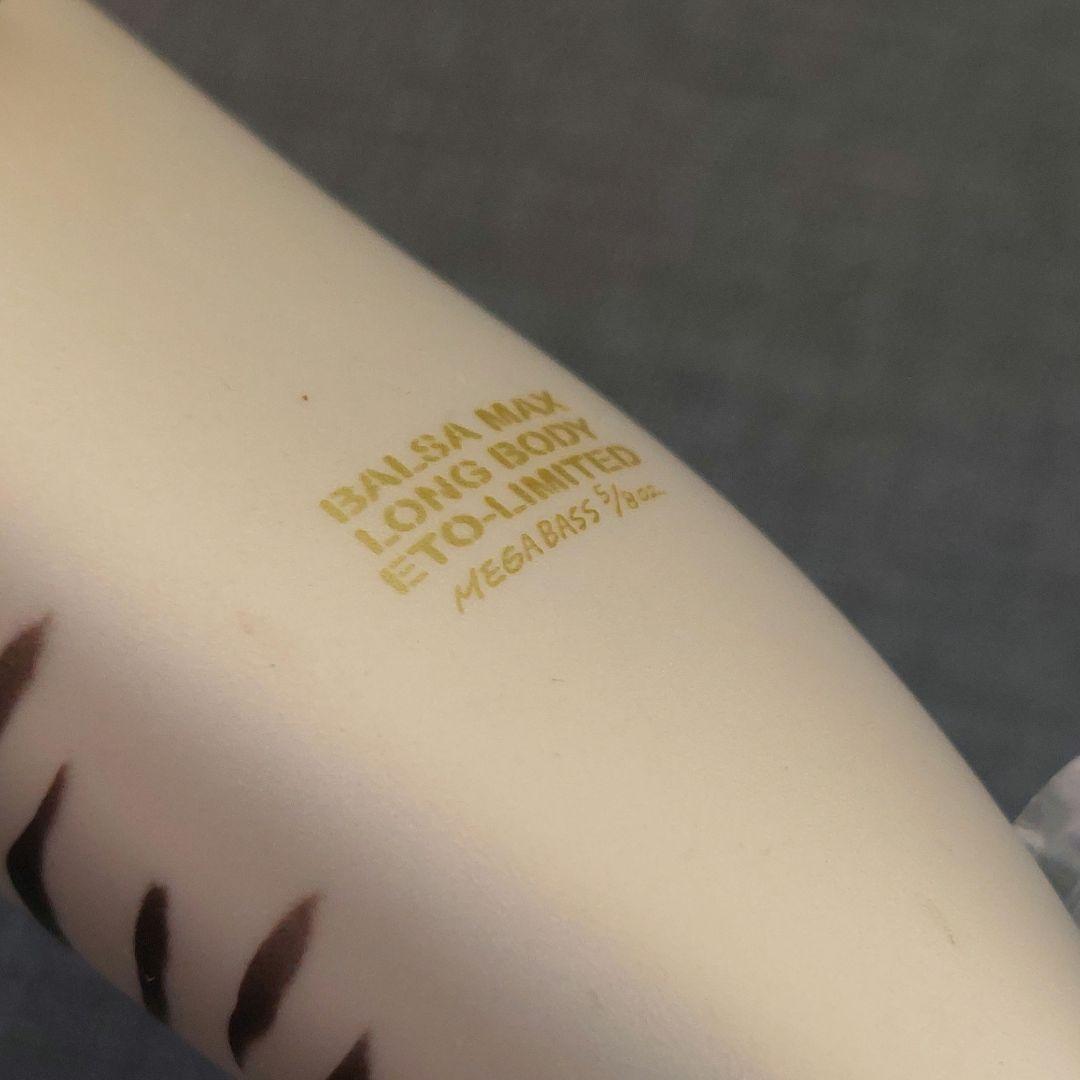 BALSA MAX
LONG BODY
ETO-LIMITED
MEGABASS 5/8oz.